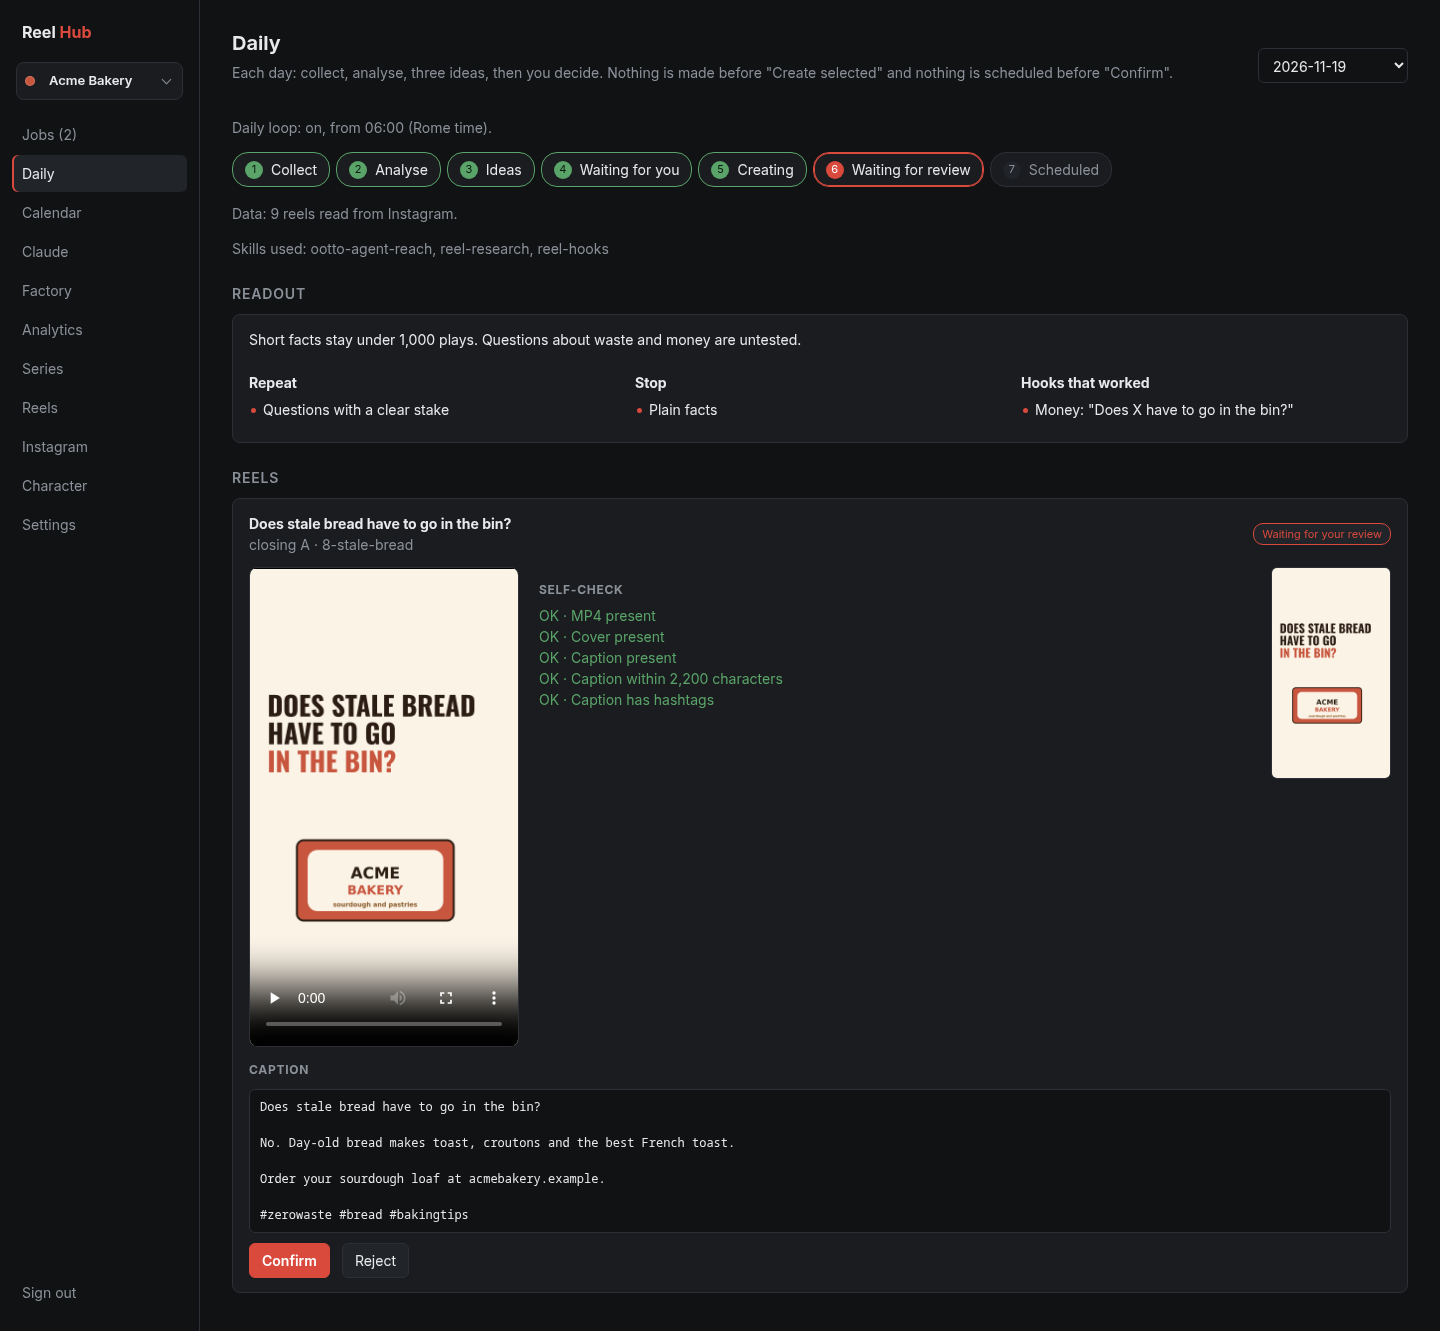 Reel Hub
Acme Bakery
Jobs (2)
Daily
Calendar
Claude
Factory
Analytics
Series
Reels
Instagram
Character
Settings
Sign out
Daily
Each day: collect, analyse, three ideas, then you decide. Nothing is made before "Create selected" and nothing is scheduled before "Confirm".
2026-11-19
Daily loop: on, from 06:00 (Rome time).
1 Collect
2 Analyse
3 Ideas
4 Waiting for you
5 Creating
6 Waiting for review
7 Scheduled
Data: 9 reels read from Instagram.
Skills used: ootto-agent-reach, reel-research, reel-hooks
READOUT
Short facts stay under 1,000 plays. Questions about waste and money are untested.
Repeat
Questions with a clear stake
Stop
Plain facts
Hooks that worked
Money: "Does X have to go in the bin?"
REELS
Does stale bread have to go in the bin?
closing A · 8-stale-bread
Waiting for your review
DOES STALE BREAD
HAVE TO GO
IN THE BIN?
ACME
BAKERY
sourdough and pastries
0:00
SELF-CHECK
OK · MP4 present
OK · Cover present
OK · Caption present
OK · Caption within 2,200 characters
OK · Caption has hashtags
DOES STALE BREAD
HAVE TO GO
IN THE BIN?
ACME
BAKERY
sourdough and pastries
CAPTION
Does stale bread have to go in the bin?
No. Day-old bread makes toast, croutons and the best French toast.
Order your sourdough loaf at acmebakery.example.
#zerowaste #bread #bakingtips
Confirm
Reject